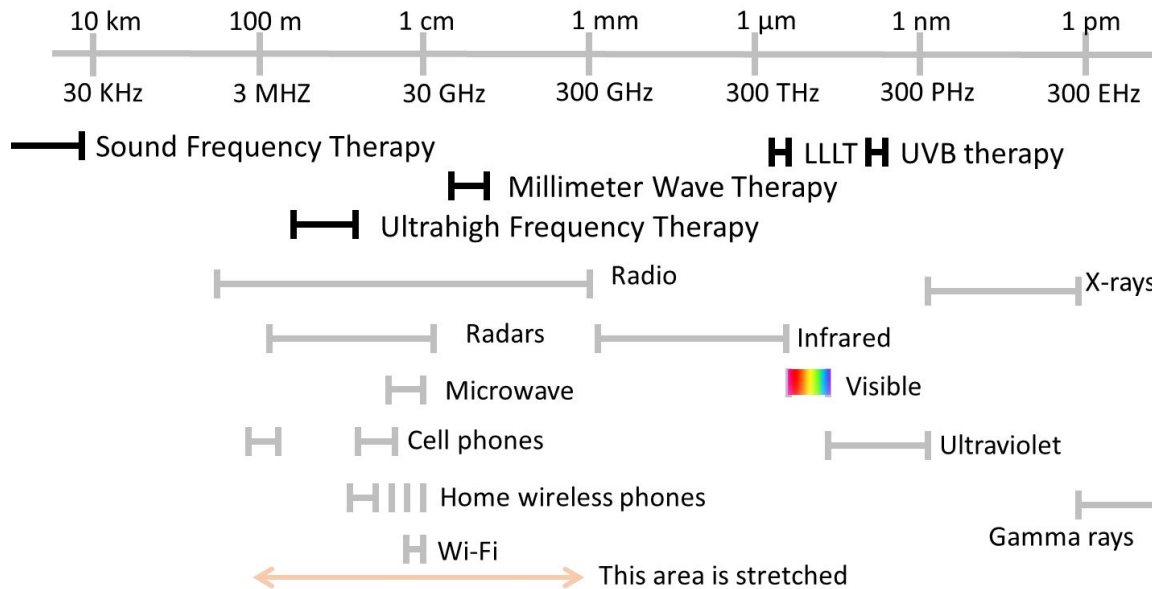 10 km 100 m 1 cm 1 mm 1 µm 1 nm 1 pm
30 KHz 3 MHZ 30 GHz 300 GHz 300 THz 300 PHz 300 EHz
Sound Frequency Therapy LLLT UVB therapy
Millimeter Wave Therapy
Ultrahigh Frequency Therapy
Radio X-rays
Radars Infrared
Microwave Visible
Cell phones Ultraviolet
Home wireless phones
Gamma rays
Wi-Fi
This area is stretched